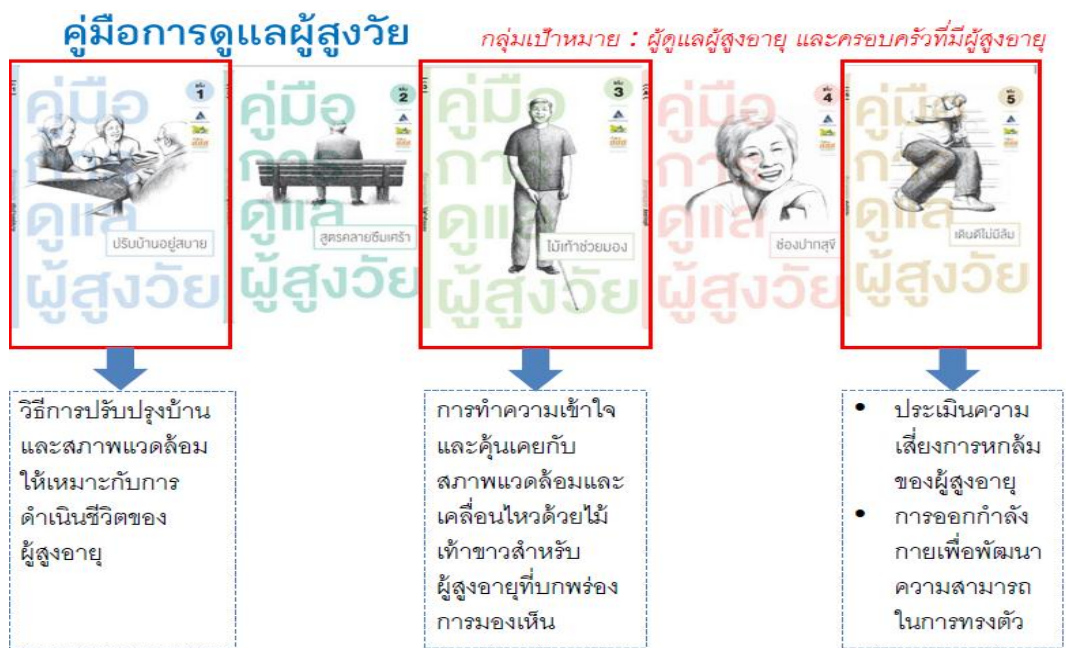 คู่มือการดูแลผู้สูงวัย
กลุ่มเป้าหมาย : ผู้ดูแลผู้สูงอายุ และครอบครัวที่มีผู้สูงอายุ
คู่มือ
การ
ดูแล
ผู้สูงวัย
เล่ม
1
ปรับบ้านอยู่สบาย
คู่มือ
การ
ดูแล
ผู้สูงวัย
เล่ม
2
สูตรคลายซึมเศร้า
คู่มือ
การ
ดูแล
ผู้สูงวัย
เล่ม
3
ไม้เท้าช่วยมอง
คู่มือ
การ
ดูแล
ผู้สูงวัย
เล่ม
4
ช่องปากสุขี
คู่มือ
การ
ดูแล
ผู้สูงวัย
เล่ม
5
เดินดีไม่มีล้ม
วิธีการปรับปรุงบ้าน
และสภาพแวดล้อม
ให้เหมาะกับการ
ดำเนินชีวิตของ
ผู้สูงอายุ
การทำความเข้าใจ
และคุ้นเคยกับ
สภาพแวดล้อมและ
เคลื่อนไหวด้วยไม้
เท้าขาวสำหรับ
ผู้สูงอายุที่บกพร่อง
การมองเห็น
• ประเมินความ
เสี่ยงการหกล้ม
ของผู้สูงอายุ
• การออกกำลัง
กายเพื่อพัฒนา
ความสามารถ
ในการทรงตัว